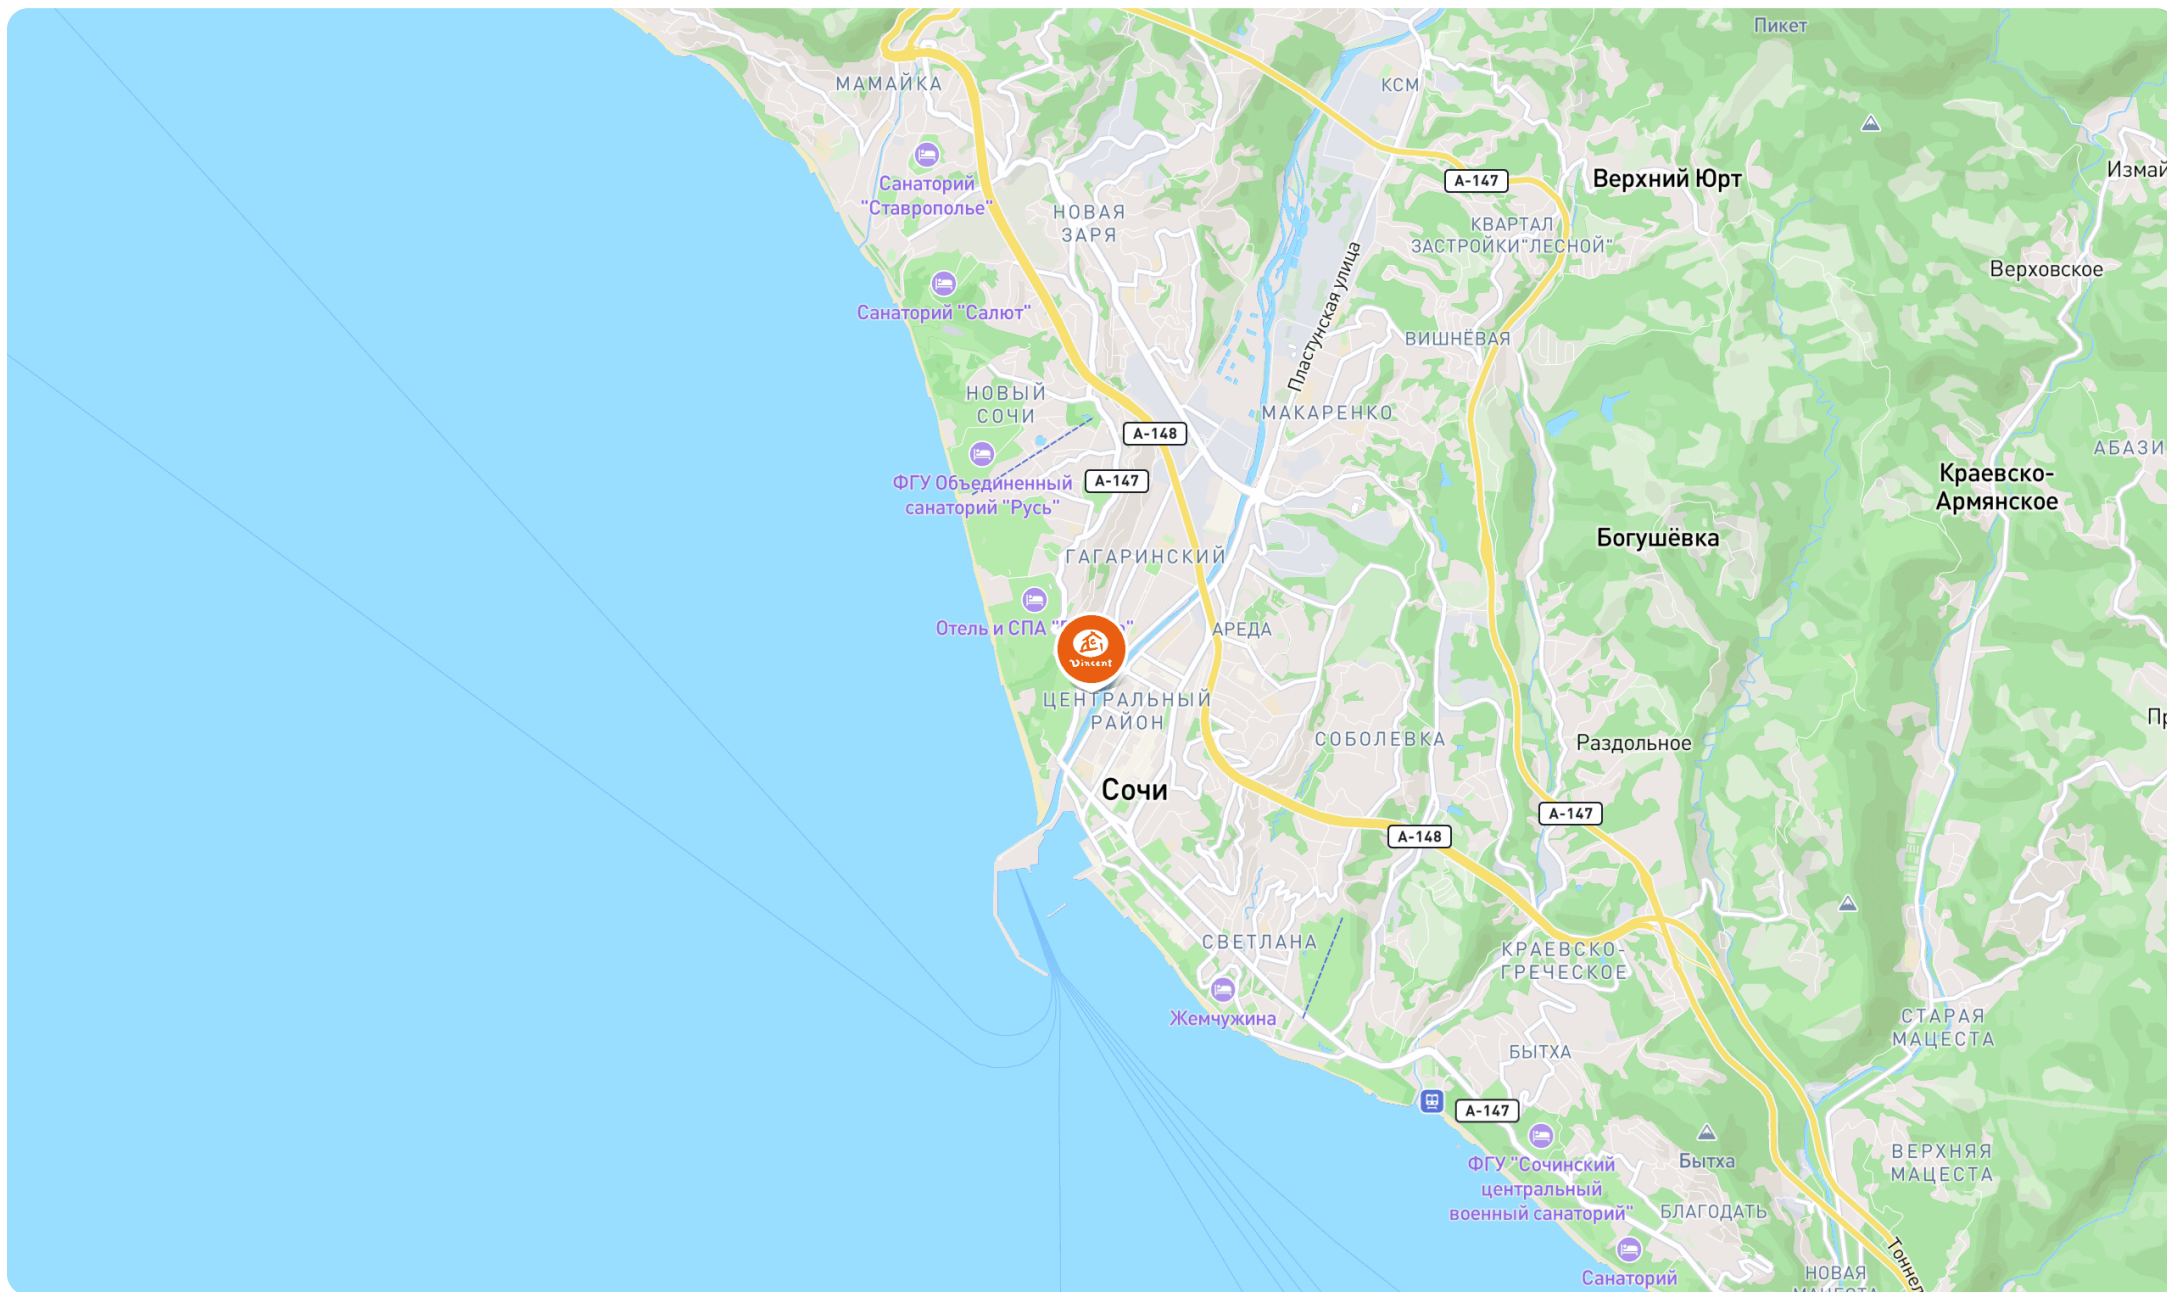 Пикет
МАМАЙКА
КСМ
Санаторий
"Ставрополье"
А-147
Верхний Юрт
НОВАЯ
ЗАРЯ
КВАРТАЛ
ЗАСТРОЙКИ"ЛЕСНОЙ"
Верховское
Санаторий "Салют"
Пластунская улица
ВИШНЁВАЯ
НОВЫЙ
СОЧИ
МАКАРЕНКО
А-148
А-147
ФГУ Объединенный
санаторий "Русь"
Краевско-
Армянское
Богушёвка
ГАГАРИНСКИЙ
Отель и СПА
АРЕДА
Vincent
ЦЕНТРАЛЬНЫЙ
РАЙОН
СОБОЛЕВКА
Раздольное
Сочи
А-147
А-148
СВЕТЛАНА
КРАЕВСКО-
ГРЕЧЕСКОЕ
Жемчужина
СТАРАЯ
МАЦЕСТА
БЫТХА
А-147
ФГУ "Сочинский
центральный
военный санаторий"
Бытха
ВЕРХНЯЯ
МАЦЕСТА
БЛАГОДАТЬ
Санаторий
НОВАЯ